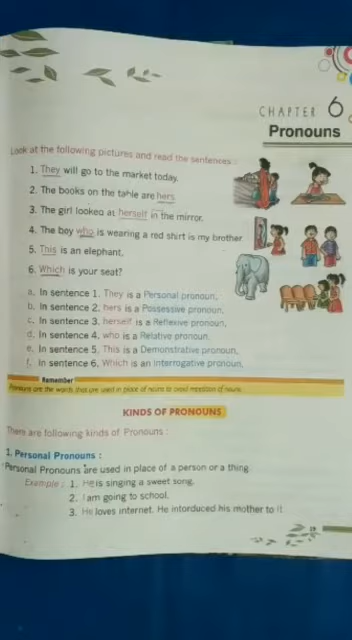 CHAPTER 6
Pronouns
Look at the following pictures and read the sentences :
1. They will go to the market today.
2. The books on the table are hers.
3. The girl looked at herself in the mirror.
4. The boy who is wearing a red shirt is my brother
5. This is an elephant.
6. Which is your seat?
a. In sentence 1, They is a Personal pronoun,
b. In sentence 2, hers is a Possessive pronoun,
c. In sentence 3, herself is a Reflexive pronoun,
d. In sentence 4, who is a Relative pronoun,
e. In sentence 5, This is a Demonstrative pronoun,
f. In sentence 6, Which is an Interrogative pronoun,
Remember
Pronouns are the words that are used in place of nouns to avoid repetition of nouns.
KINDS OF PRONOUNS
There are following kinds of Pronouns :
1. Personal Pronouns :
Personal Pronouns are used in place of a person or a thing.
Example : 1. He is singing a sweet song.
2. I am going to school.
3. He loves internet. He intorduced his mother to it.